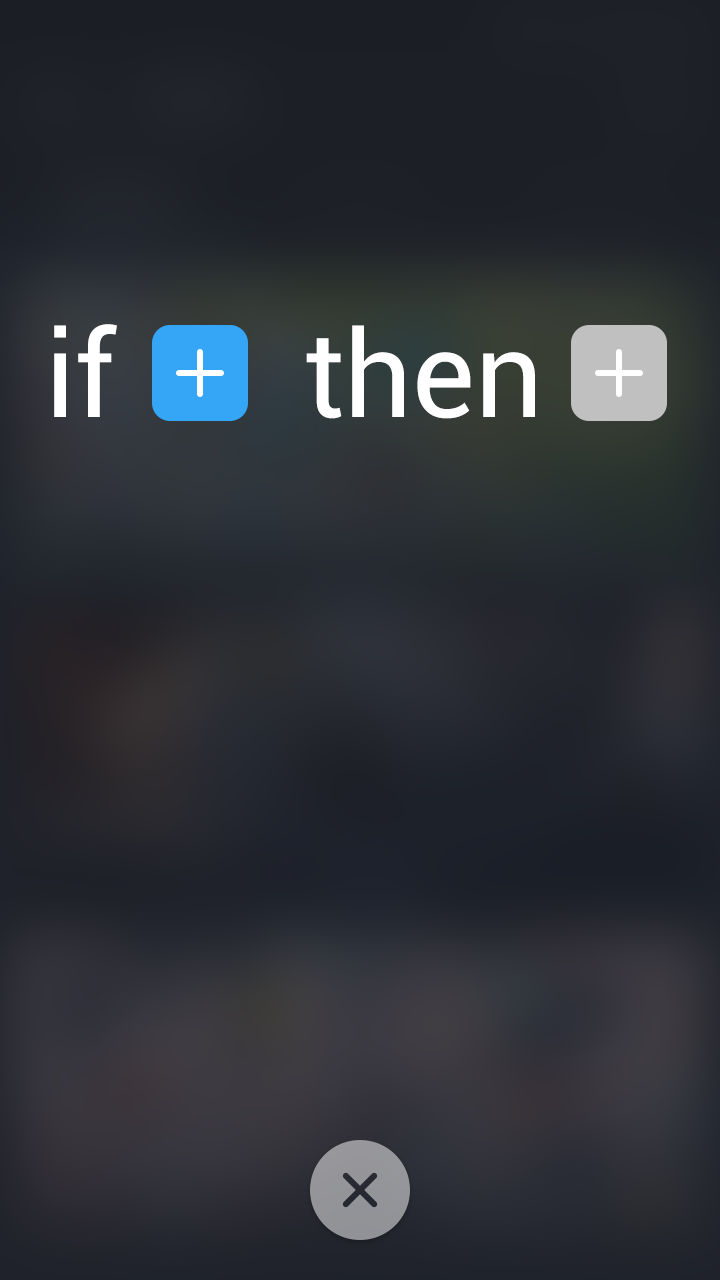 if + then +